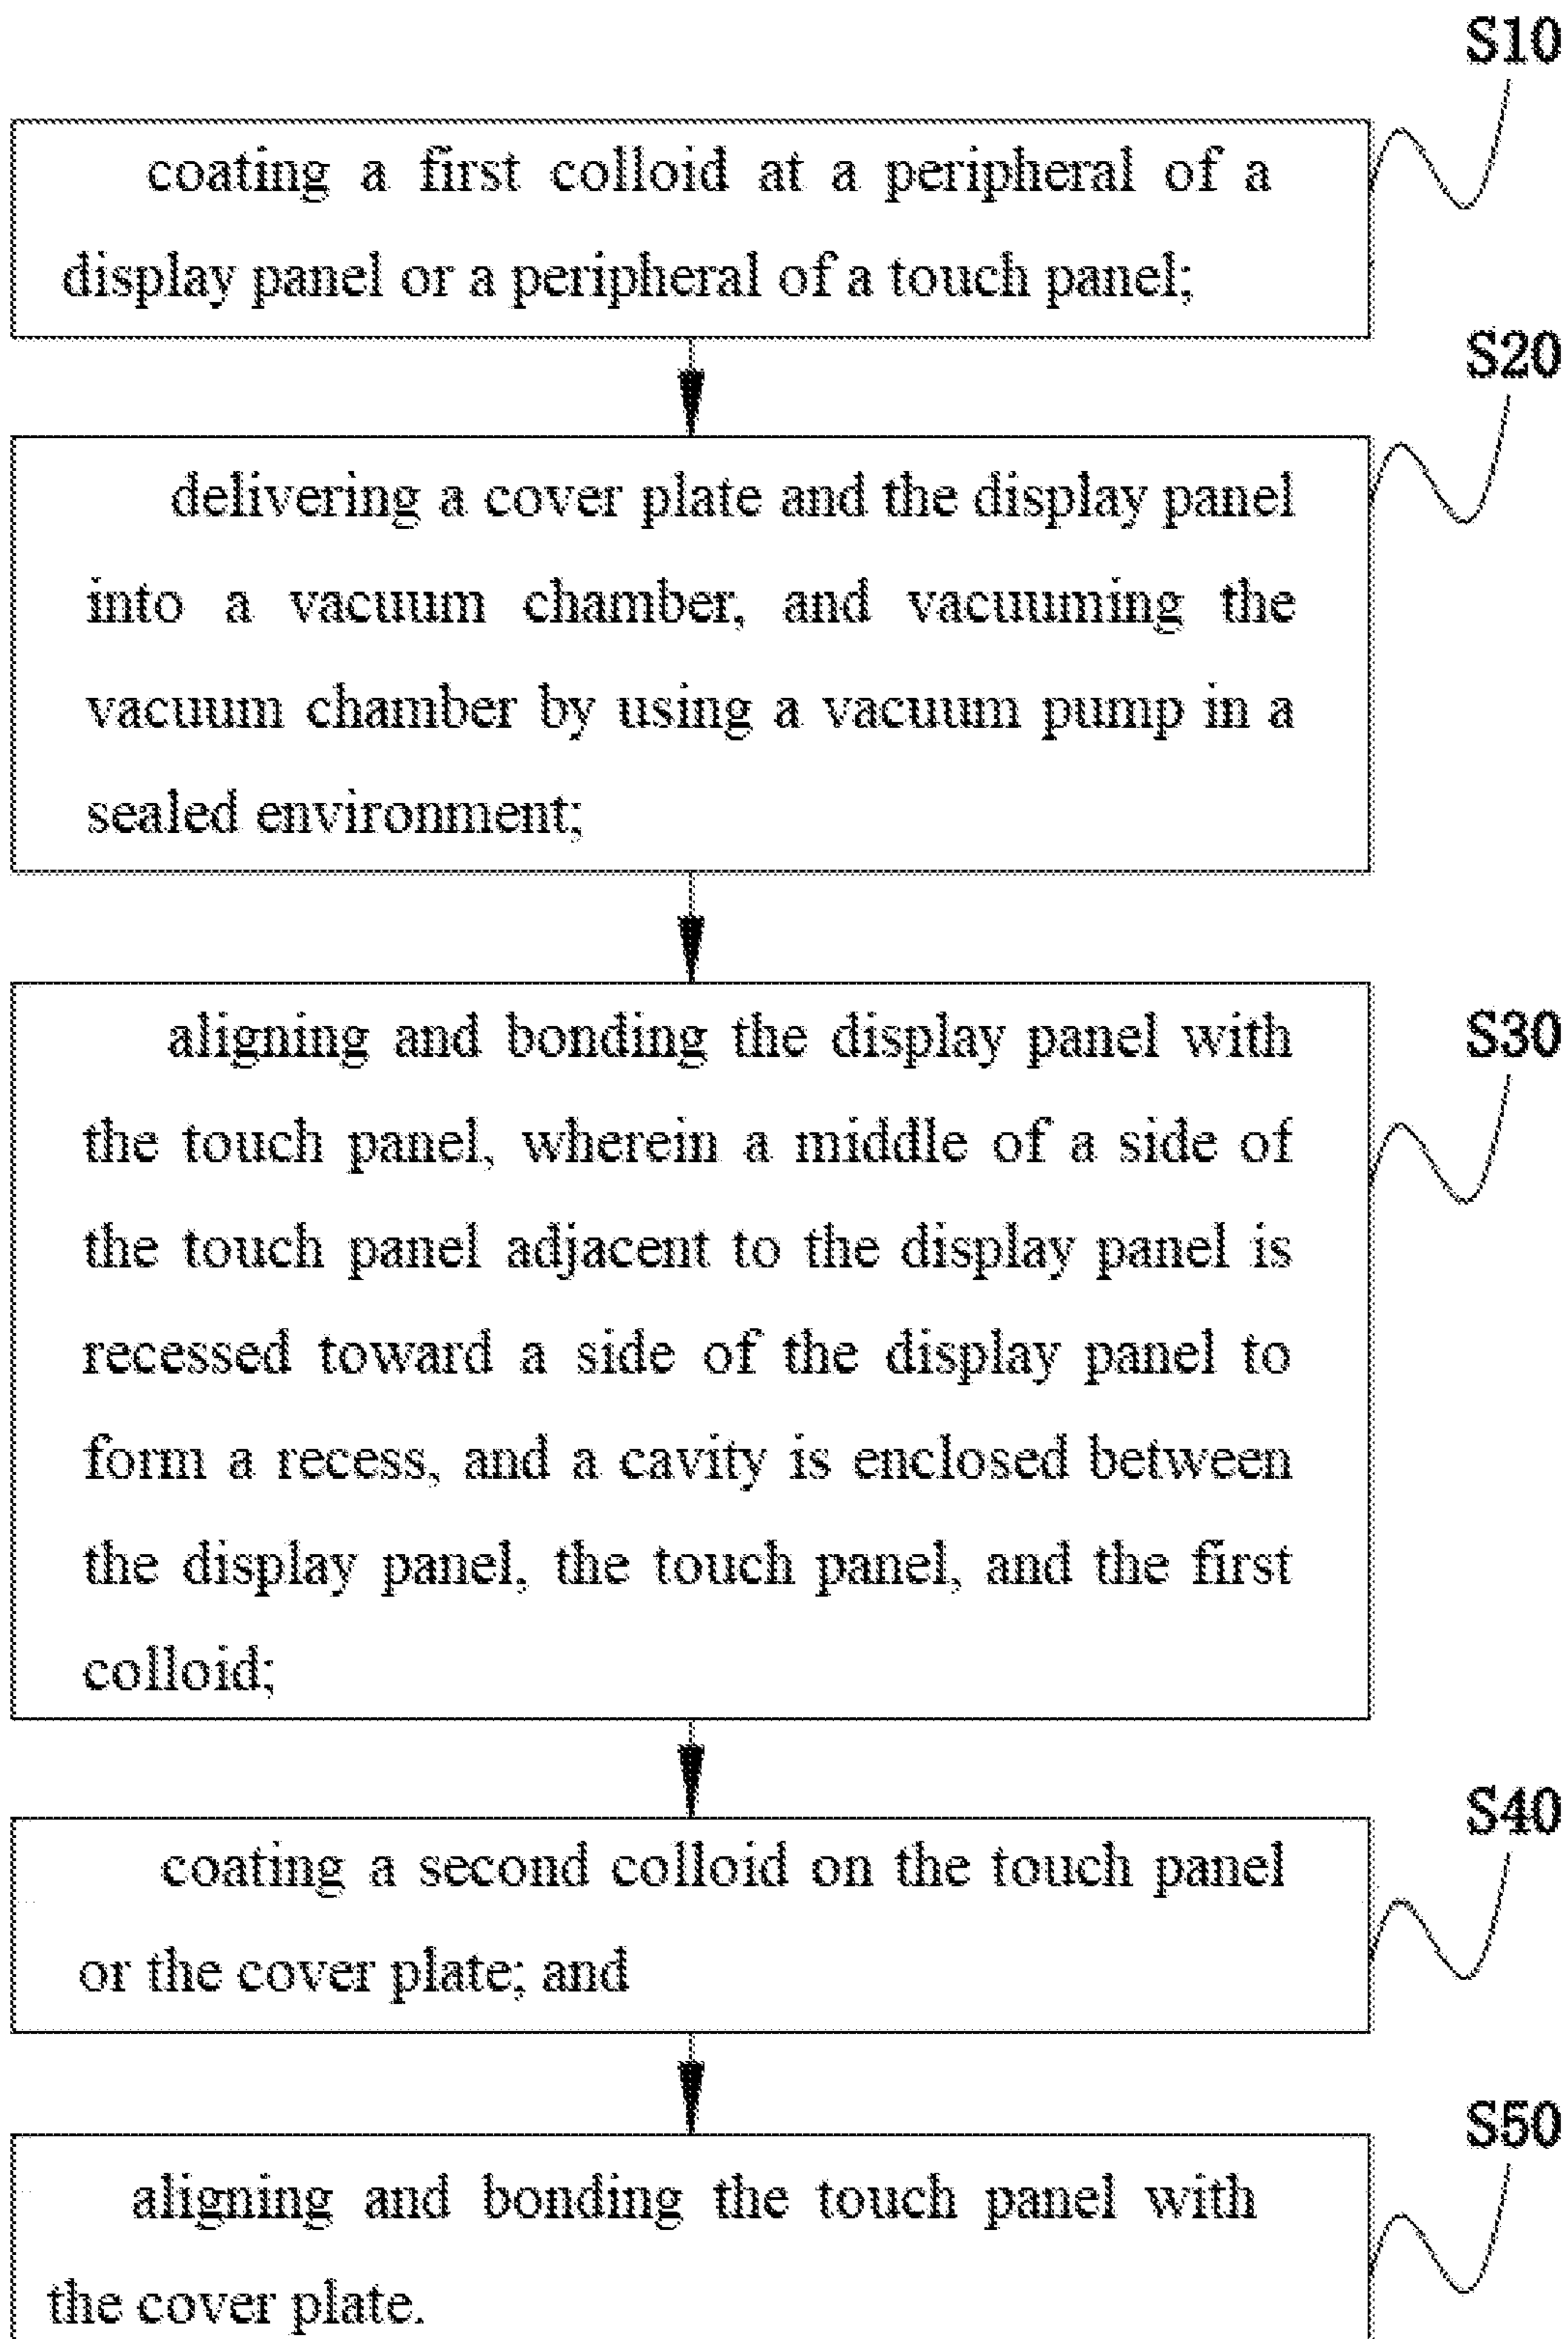 S10
coating a first colloid at a peripheral of a
display panel or a peripheral of a touch panel;
S20
delivering a cover plate and the display panel
into a vacuum chamber, and vacuuming the
vacuum chamber by using a vacuum pump in a
sealed environment;
S30
aligning and bonding the display panel with
the touch panel, wherein a middle of a side of
the touch panel adjacent to the display panel is
recessed toward a side of the display panel to
form a recess, and a cavity is enclosed between
the display panel, the touch panel, and the first
colloid;
S40
coating a second colloid on the touch panel
or the cover plate; and
S50
aligning and bonding the touch panel with
the cover plate.